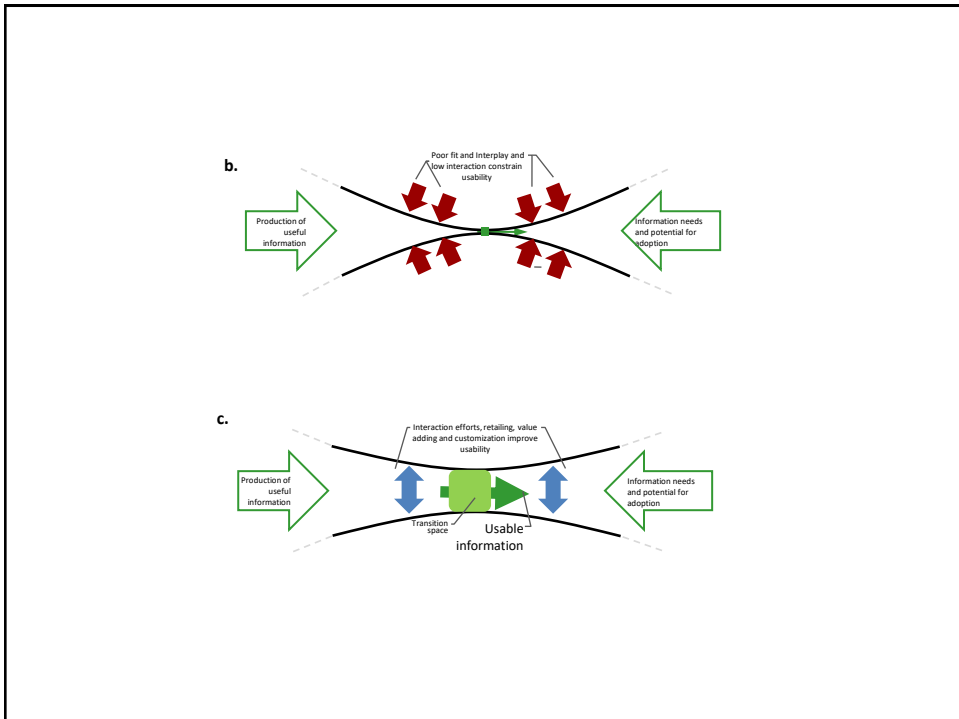 b.
Poor fit and Interplay and
low interaction constrain
usability
Production of
useful
information
Information needs
and potential for
adoption
c.
Interaction efforts, retailing, value
adding and customization improve
usability
Production of
useful
information
Information needs
and potential for
adoption
Transition
space
Usable
information